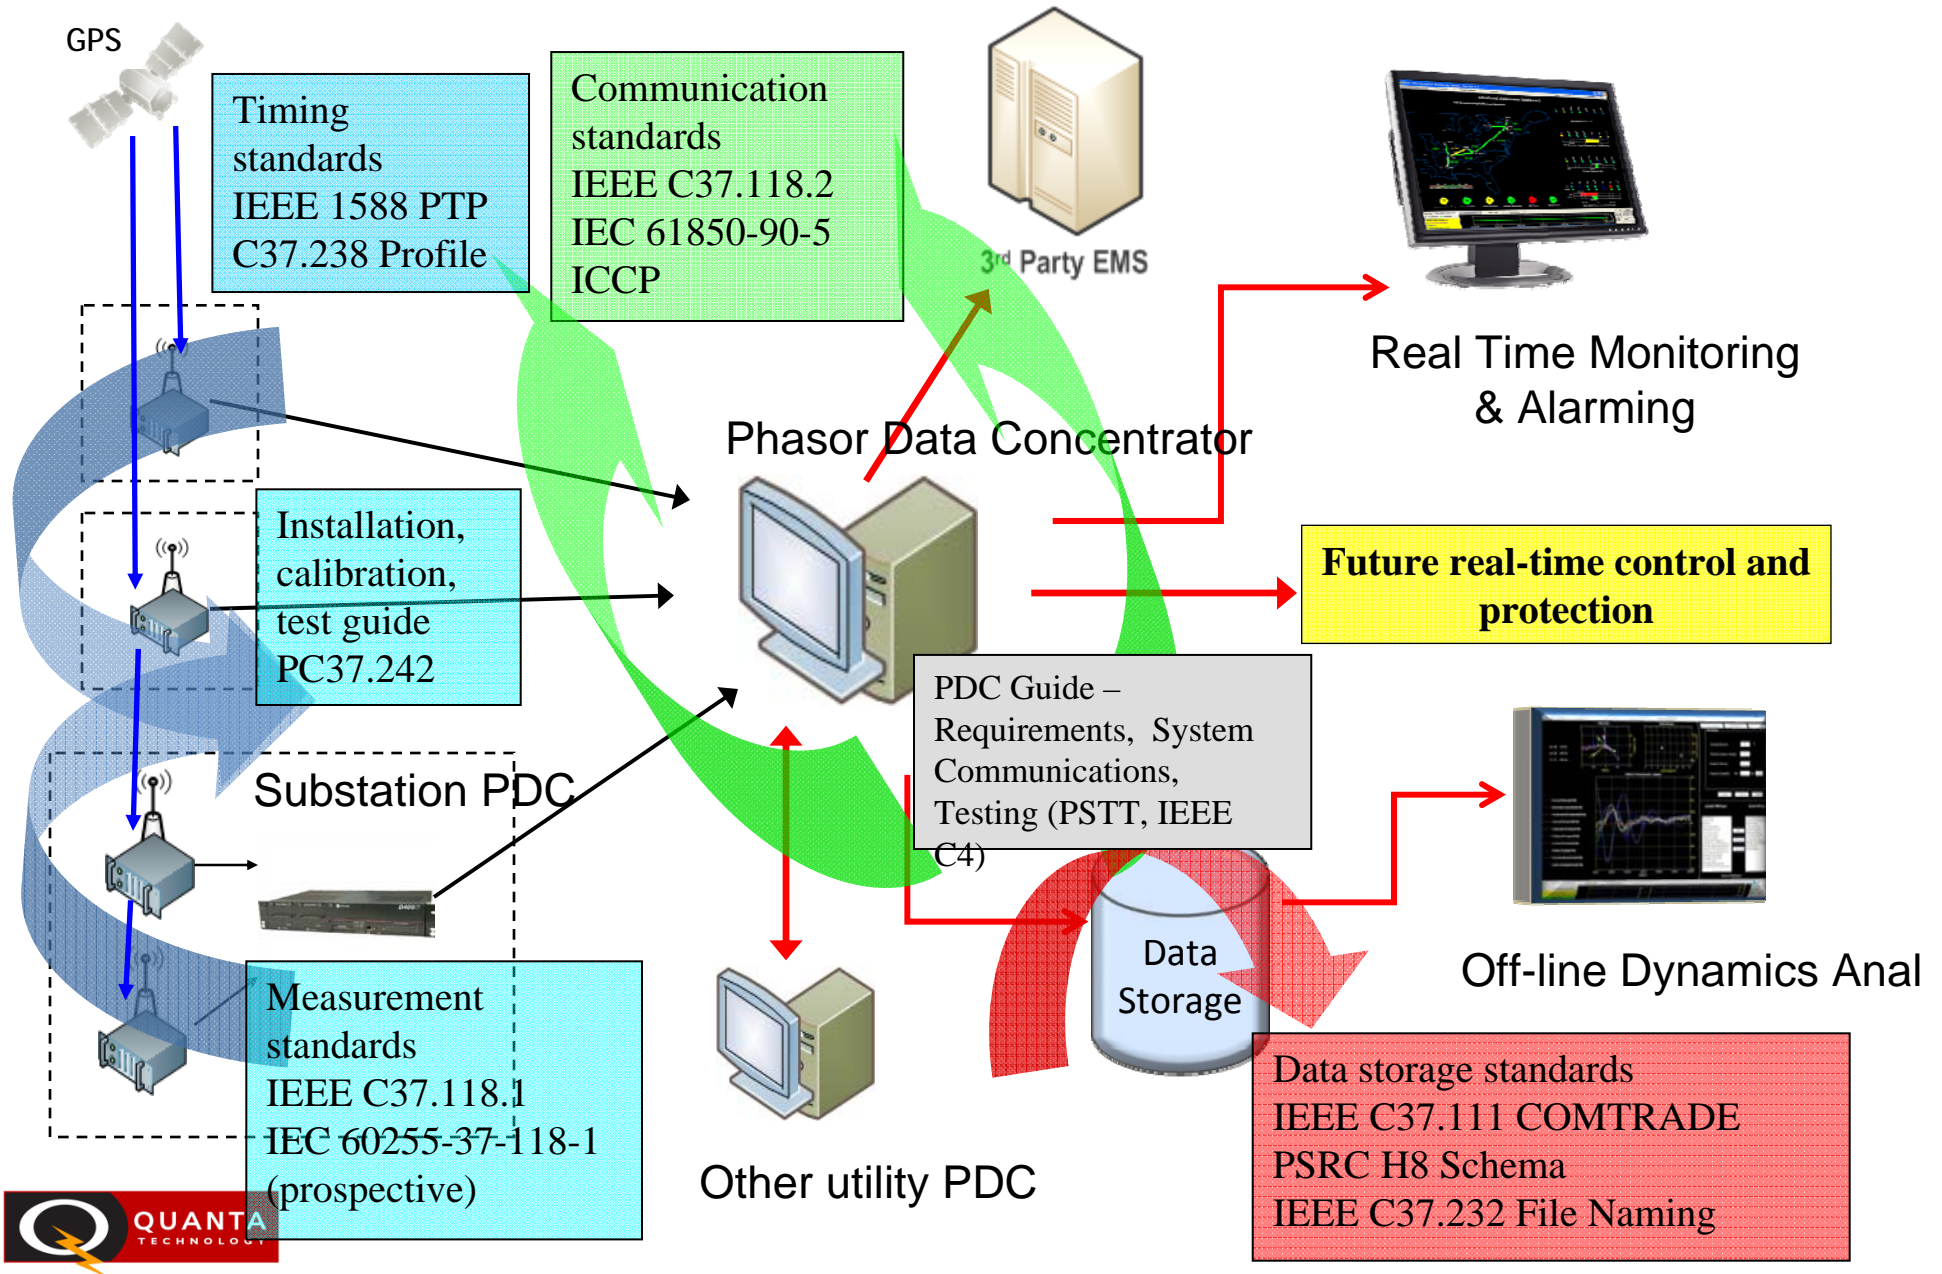 GPS
Timing
standards
IEEE 1588 PTP
C37.238 Profile
Communication
standards
IEEE C37.118.2
IEC 61850-90-5
ICCP
3rd Party EMS
Real Time Monitoring
& Alarming
Phasor Data Concentrator
Installation,
calibration,
test guide
PC37.242
Future real-time control and
protection
PDC Guide –
Requirements, System
Communications,
Testing (PSTT, IEEE
C4)
Substation PDC
D400
Data
Storage
Off-line Dynamics Anal
Measurement
standards
IEEE C37.118.1
IEC 60255-37-118-1
(prospective)
Other utility PDC
Data storage standards
IEEE C37.111 COMTRADE
PSRC H8 Schema
IEEE C37.232 File Naming
QUANTA
TECHNOLOGY